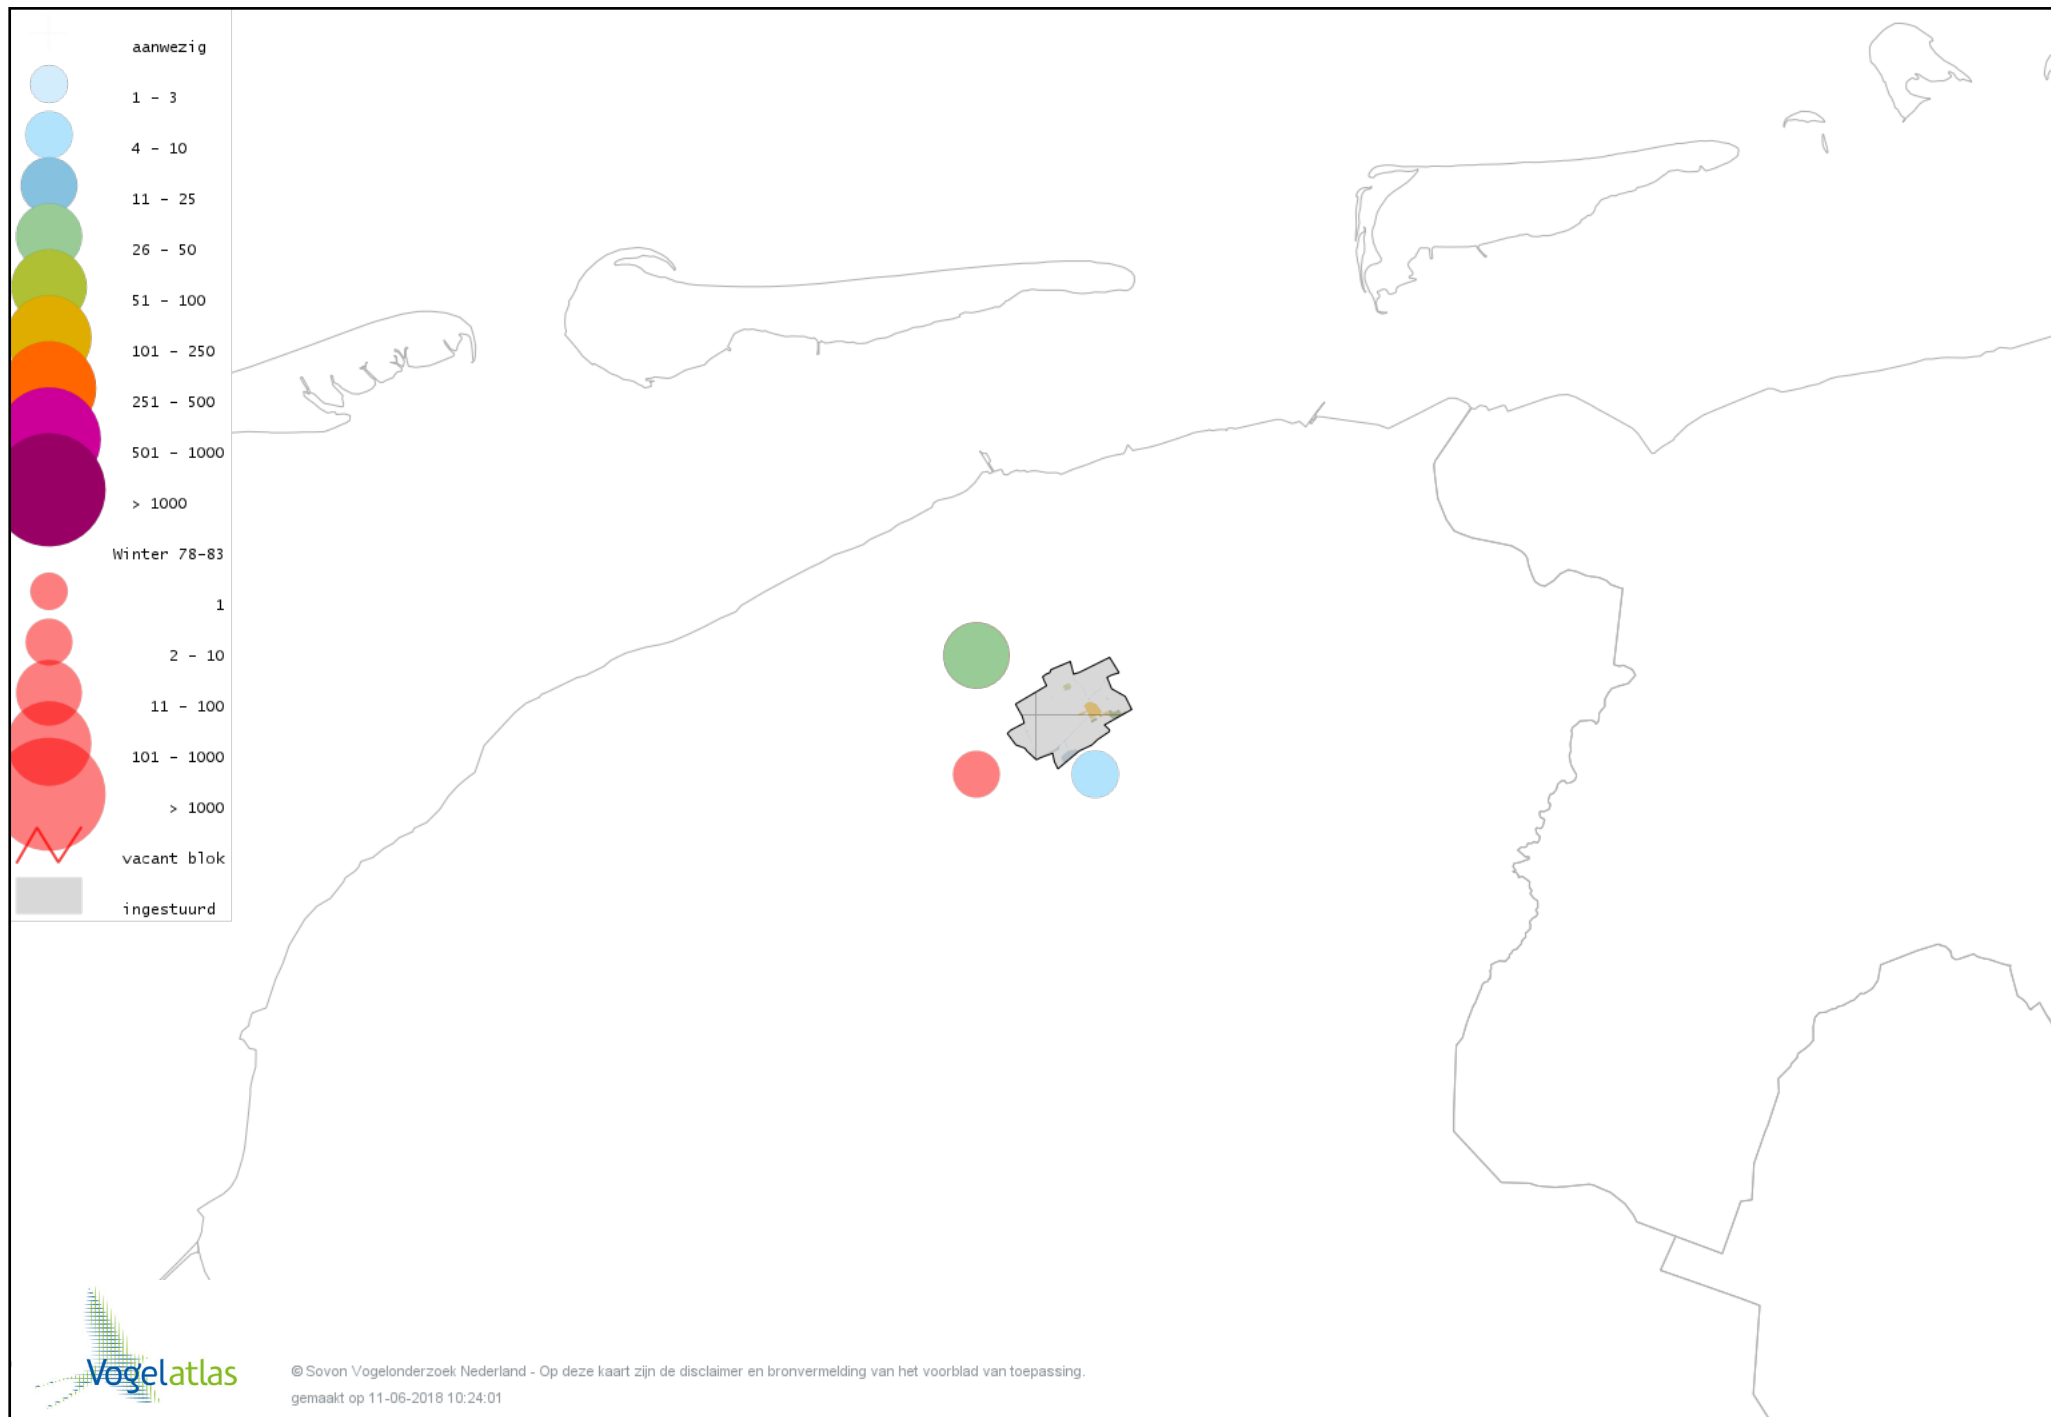 aanwezig
1 - 3
4 - 10
11 - 25
26 - 50
51 - 100
101 - 250
251 - 500
501 - 1000
> 1000
Winter 78-83
1
2 - 10
11 - 100
101 - 1000
> 1000
vacant blok
ingestuurd
Vogelatlas
© Sovon Vogelonderzoek Nederland - Op deze kaart zijn de disclaimer en bronvermelding van het voorblad van toepassing.
gemaakt op 11-06-2018 10:24:01